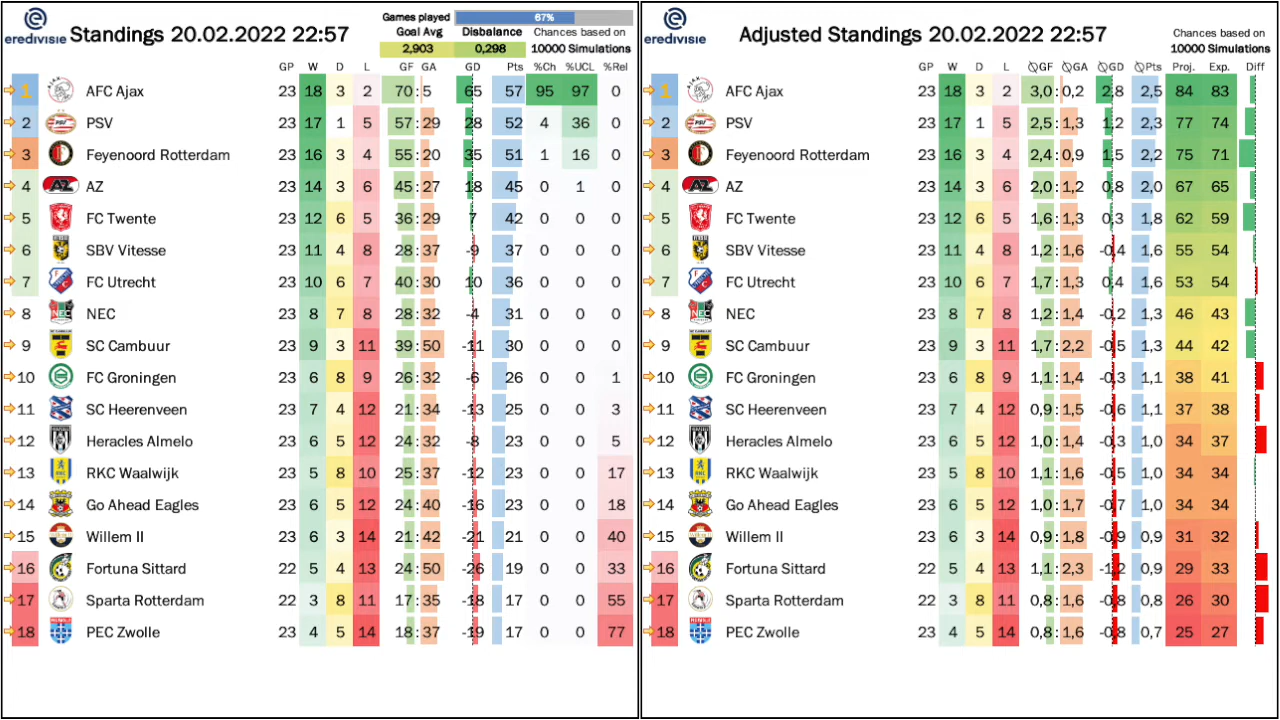 Games played 67%
eredivisie Standings 20.02.2022 22:57 Goal Avg Disbalance Chances based on
2,903 0,298 10000 Simulations
GP W D L GF GA GD Pts %Ch %UCL %Rel
1 AFC Ajax 23 18 3 2 70 : 5 65 57 95 97 0
2 PSV 23 17 1 5 57 : 29 28 52 4 36 0
3 Feyenoord Rotterdam 23 16 3 4 55 : 20 35 51 1 16 0
4 AZ 23 14 3 6 45 : 27 18 45 0 1 0
5 FC Twente 23 12 6 5 36 : 29 7 42 0 0 0
6 SBV Vitesse 23 11 4 8 28 : 37 -9 37 0 0 0
7 FC Utrecht 23 10 6 7 40 : 30 10 36 0 0 0
8 NEC 23 8 7 8 28 : 32 -4 31 0 0 0
9 SC Cambuur 23 9 3 11 39 : 50 -11 30 0 0 0
10 FC Groningen 23 6 8 9 26 : 32 -6 26 0 0 1
11 SC Heerenveen 23 7 4 12 21 : 34 -13 25 0 0 3
12 Heracles Almelo 23 6 5 12 24 : 32 -8 23 0 0 5
13 RKC Waalwijk 23 5 8 10 25 : 37 -12 23 0 0 17
14 Go Ahead Eagles 23 6 5 12 24 : 40 -16 23 0 0 18
15 Willem II 23 6 3 14 21 : 42 -21 21 0 0 40
16 Fortuna Sittard 22 5 4 13 24 : 50 -26 19 0 0 33
17 Sparta Rotterdam 22 3 8 11 17 : 35 -18 17 0 0 55
18 PEC Zwolle 23 4 5 14 18 : 37 -19 17 0 0 77
eredivisie Adjusted Standings 20.02.2022 22:57 Chances based on
10000 Simulations
GP W D L ∅GF ∅GA ∅GD ∅Pts Proj. Exp. Diff
1 AFC Ajax 23 18 3 2 3,0 : 0,2 2,8 2,5 84 83
2 PSV 23 17 1 5 2,5 : 1,3 1,2 2,3 77 74
3 Feyenoord Rotterdam 23 16 3 4 2,4 : 0,9 1,5 2,2 75 71
4 AZ 23 14 3 6 2,0 : 1,2 0,8 2,0 67 65
5 FC Twente 23 12 6 5 1,6 : 1,3 0,3 1,8 62 59
6 SBV Vitesse 23 11 4 8 1,2 : 1,6 -0,4 1,6 55 54
7 FC Utrecht 23 10 6 7 1,7 : 1,3 0,4 1,6 53 54
8 NEC 23 8 7 8 1,2 : 1,4 -0,2 1,3 46 43
9 SC Cambuur 23 9 3 11 1,7 : 2,2 -0,5 1,3 44 42
10 FC Groningen 23 6 8 9 1,1 : 1,4 -0,3 1,1 38 41
11 SC Heerenveen 23 7 4 12 0,9 : 1,5 -0,6 1,1 37 38
12 Heracles Almelo 23 6 5 12 1,0 : 1,4 -0,3 1,0 34 37
13 RKC Waalwijk 23 5 8 10 1,1 : 1,6 -0,5 1,0 34 34
14 Go Ahead Eagles 23 6 5 12 1,0 : 1,7 -0,7 1,0 34 34
15 Willem II 23 6 3 14 0,9 : 1,8 -0,9 0,9 31 32
16 Fortuna Sittard 22 5 4 13 1,1 : 2,3 -1,2 0,9 29 33
17 Sparta Rotterdam 22 3 8 11 0,8 : 1,6 -0,8 0,8 26 30
18 PEC Zwolle 23 4 5 14 0,8 : 1,6 -0,8 0,7 25 27